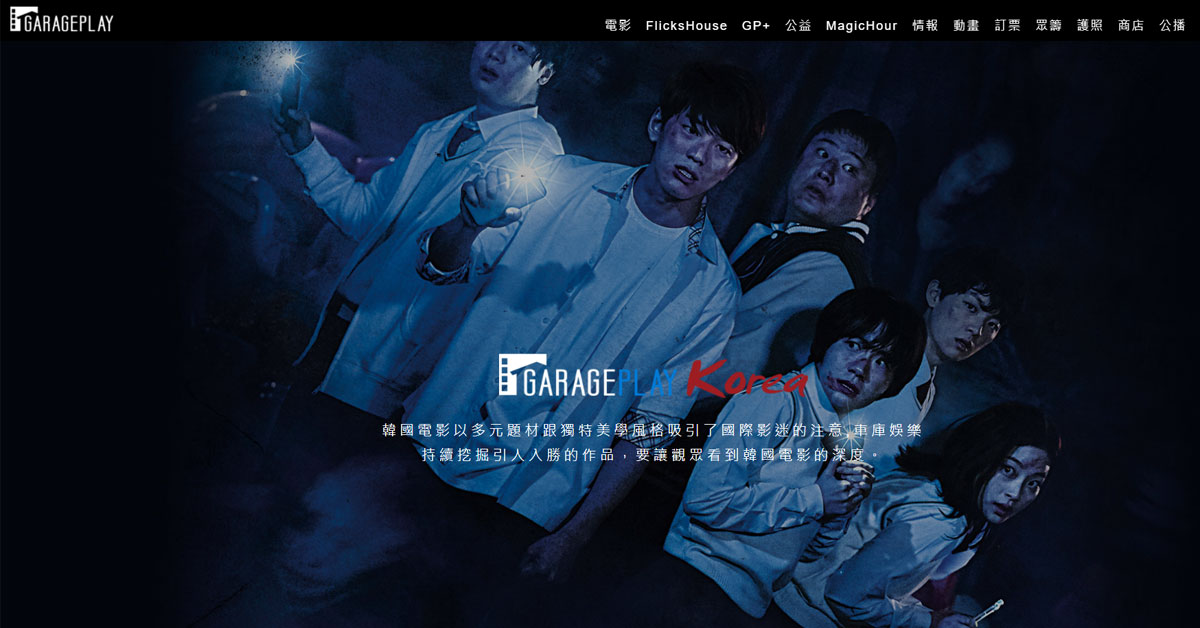 GARAGEPLAY
電影 FlicksHouse GP+ 公益 MagicHour 情報 動畫 訂票 眾籌 護照 商店 公播
GARAGEPLAY Korea
韓國電影以多元題材跟獨特美學風格吸引了國際影迷的注意,車庫娛樂
持續挖掘引人入勝的作品，要讓觀眾看到韓國電影的深度。